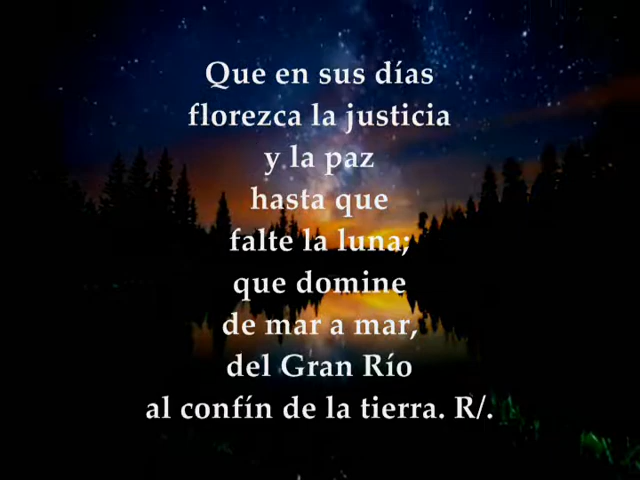 Que en sus días
florezca la justicia
y la paz
hasta que
falte la luna;
que domine
de mar a mar,
del Gran Río
al confín de la tierra. R/.